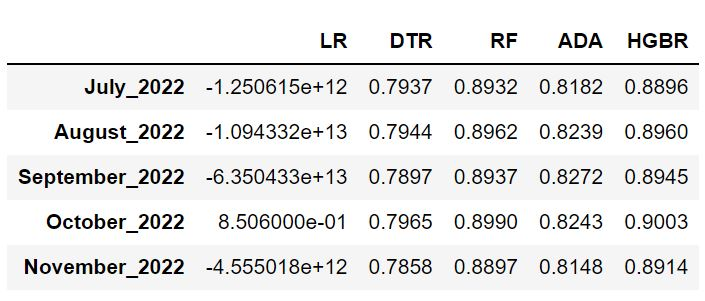 LR DTR RF ADA HGBR
July_2022 -1.250615e+12 0.7937 0.8932 0.8182 0.8896
August_2022 -1.094332e+13 0.7944 0.8962 0.8239 0.8960
September_2022 -6.350433e+13 0.7897 0.8937 0.8272 0.8945
October_2022 8.506000e-01 0.7965 0.8990 0.8243 0.9003
November_2022 -4.555018e+12 0.7858 0.8897 0.8148 0.8914